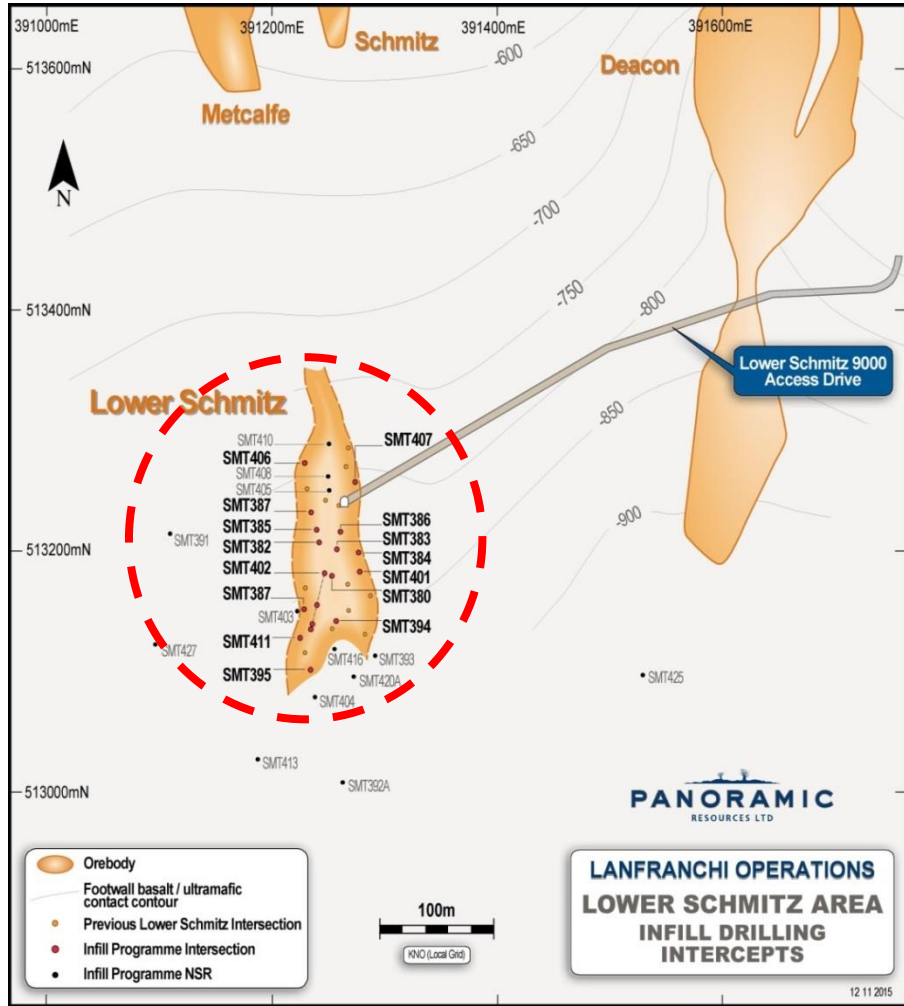 391000mE
391200mE
391400mE
391600mE
Schmitz
513600mN
-600
Deacon
Metcalfe
-650
N
-700
-750
-800
513400mN
Lower Schmitz 9000
Access Drive
-850
Lower Schmitz
SMT410
SMT407
SMT406
SMT408
SMT405
-900
SMT387
SMT385
SMT386
SMT382
SMT383
SMT391
513200mN
SMT384
SMT402
SMT401
SMT387
SMT380
SMT403
SMT394
SMT411
SMT427
SMT416
SMT393
SMT395
SMT420A
SMT425
SMT404
SMT413
SMT392A
513000mN
PANORAMIC
RESOURCES LTD
Orebody
Footwall basalt / ultramafic
contact contour
Previous Lower Schmitz Intersection
Infill Programme Intersection
Infill Programme NSR
100m
KNO (Local Grid)
LANFRANCHI OPERATIONS
LOWER SCHMITZ AREA
INFILL DRILLING
INTERCEPTS
12 11 2015